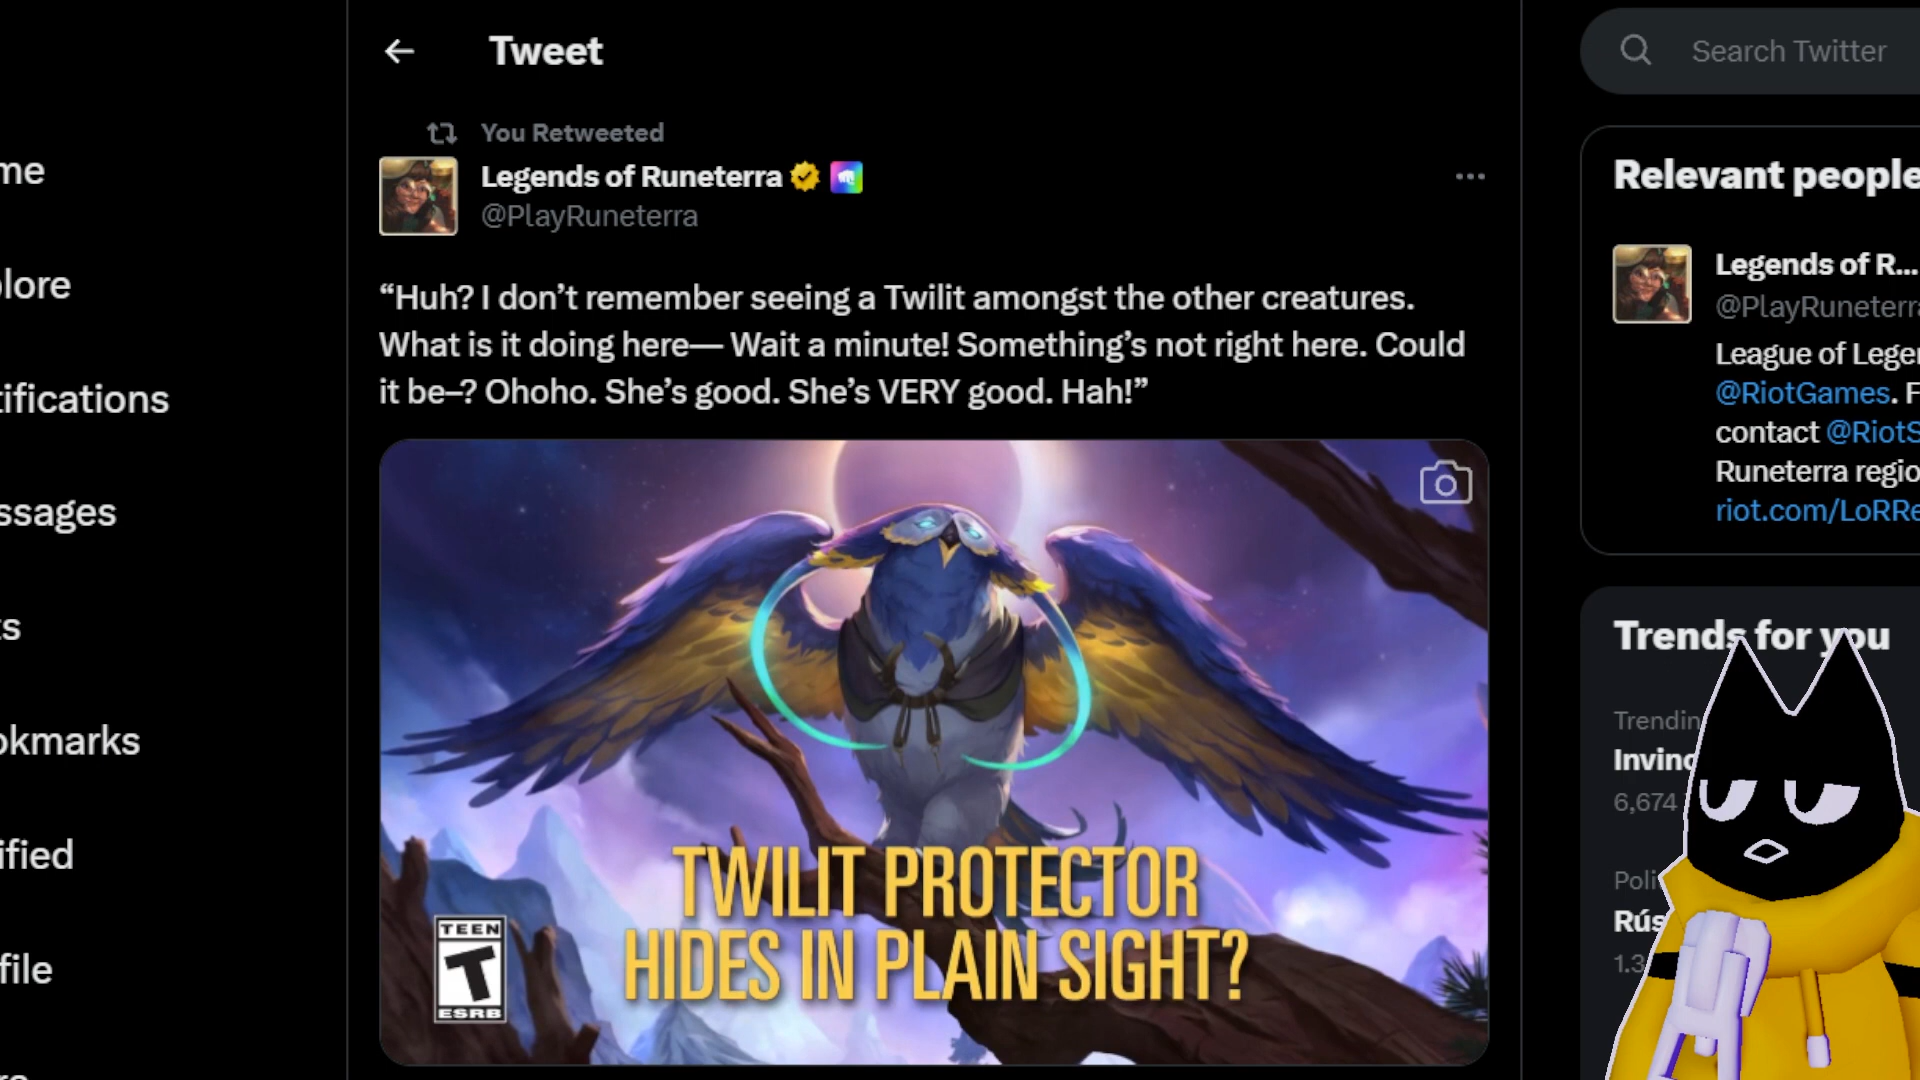 Tweet
Search Twitter
You Retweeted
Legends of Runeterra
@PlayRuneterra
“Huh? I don’t remember seeing a Twilit amongst the other creatures.
What is it doing here— Wait a minute! Something’s not right here. Could
it be–? Ohoho. She’s good. She’s VERY good. Hah!”
TWILIT PROTECTOR
HIDES IN PLAIN SIGHT?
TEEN
T
ESRB
me
lore
tifications
ssages
ts
okmarks
ified
file
Relevant people
Legends of R...
@PlayRuneterra
League of Legen
@RiotGames. F
contact @RiotS
Runeterra regio
riot.com/LoRRe
Trends for you
Trendin
Invinc
6,674
Poli
Rús
1.3